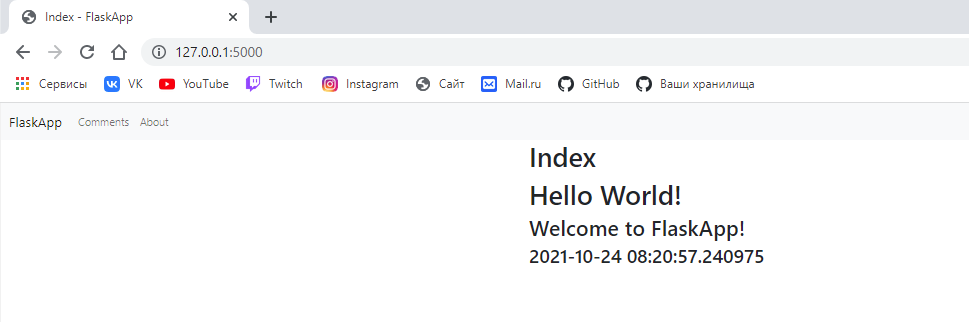 Index - FlaskApp
127.0.0.1:5000
Сервисы VK YouTube Twitch Instagram Сайт Mail.ru GitHub Ваши хранилища
FlaskApp Comments About
Index
Hello World!
Welcome to FlaskApp!
2021-10-24 08:20:57.240975